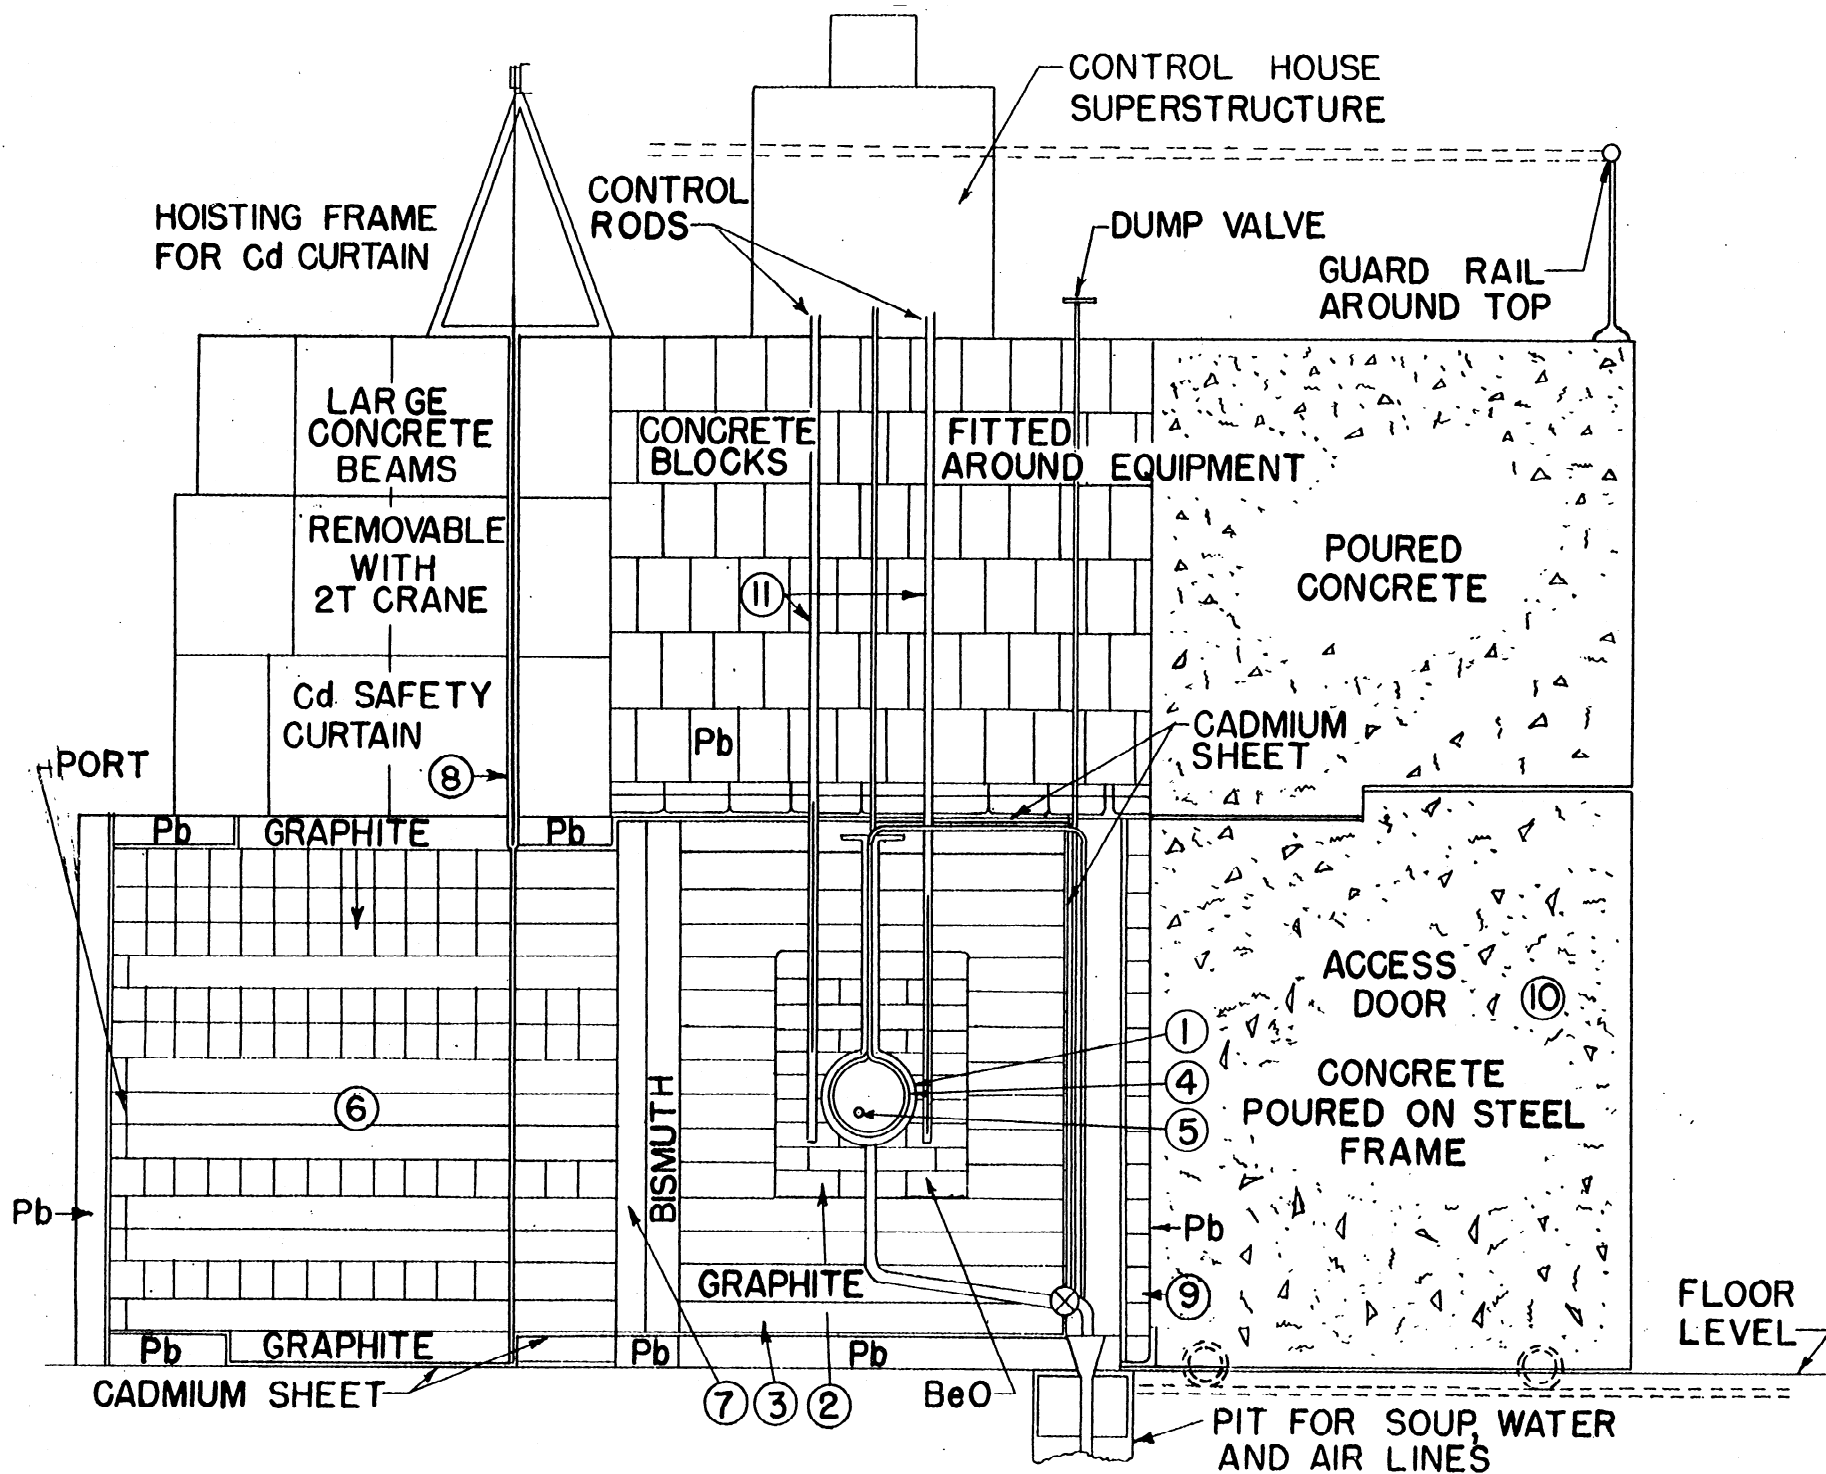 CONTROL HOUSE
SUPERSTRUCTURE
CONTROL
RODS
HOISTING FRAME
FOR Cd CURTAIN
DUMP VALVE
GUARD RAIL
AROUND TOP
LARGE
CONCRETE
BEAMS
REMOVABLE
WITH
2T CRANE
CONCRETE
BLOCKS
FITTED
AROUND EQUIPMENT
POURED
CONCRETE
11
Cd SAFETY
CURTAIN
8
Pb
CADMIUM
SHEET
PORT
Pb
GRAPHITE
Pb
ACCESS
DOOR
10
1
4
5
CONCRETE
POURED ON STEEL
FRAME
6
BISMUTH
Pb
Pb
9
GRAPHITE
FLOOR
LEVEL
Pb
GRAPHITE
Pb
Pb
CADMIUM SHEET
7
3
2
BeO
PIT FOR SOUP, WATER
AND AIR LINES